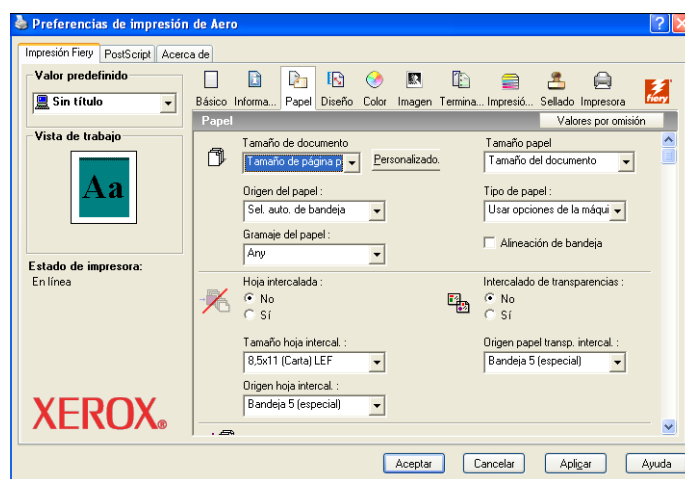 Preferencias de impresión de Aero
Impresión Fiery
PostScript
Acerca de
Valor predefinido
Sin título
Vista de trabajo
Aa
Estado de impresora:
En línea
XEROX®
Básico
Informa...
Papel
Diseño
Color
Imagen
Termina...
Impresió...
Sellado
Impresora
fiery
Papel
Valores por omisión
Tamaño de documento
Tamaño de página p
Personalizado.
Tamaño papel
Tamaño del documento
Origen del papel :
Sel. auto. de bandeja
Tipo de papel :
Usar opciones de la máqui
Gramaje del papel :
Any
Alineación de bandeja
Hoja intercalada :
No
Sí
Intercalado de transparencias :
No
Sí
Tamaño hoja intercal. :
8,5x11 (Carta) LEF
Origen papel transp. intercal. :
Bandeja 5 (especial)
Origen hoja intercal. :
Bandeja 5 (especial)
Aceptar
Cancelar
Aplicar
Ayuda